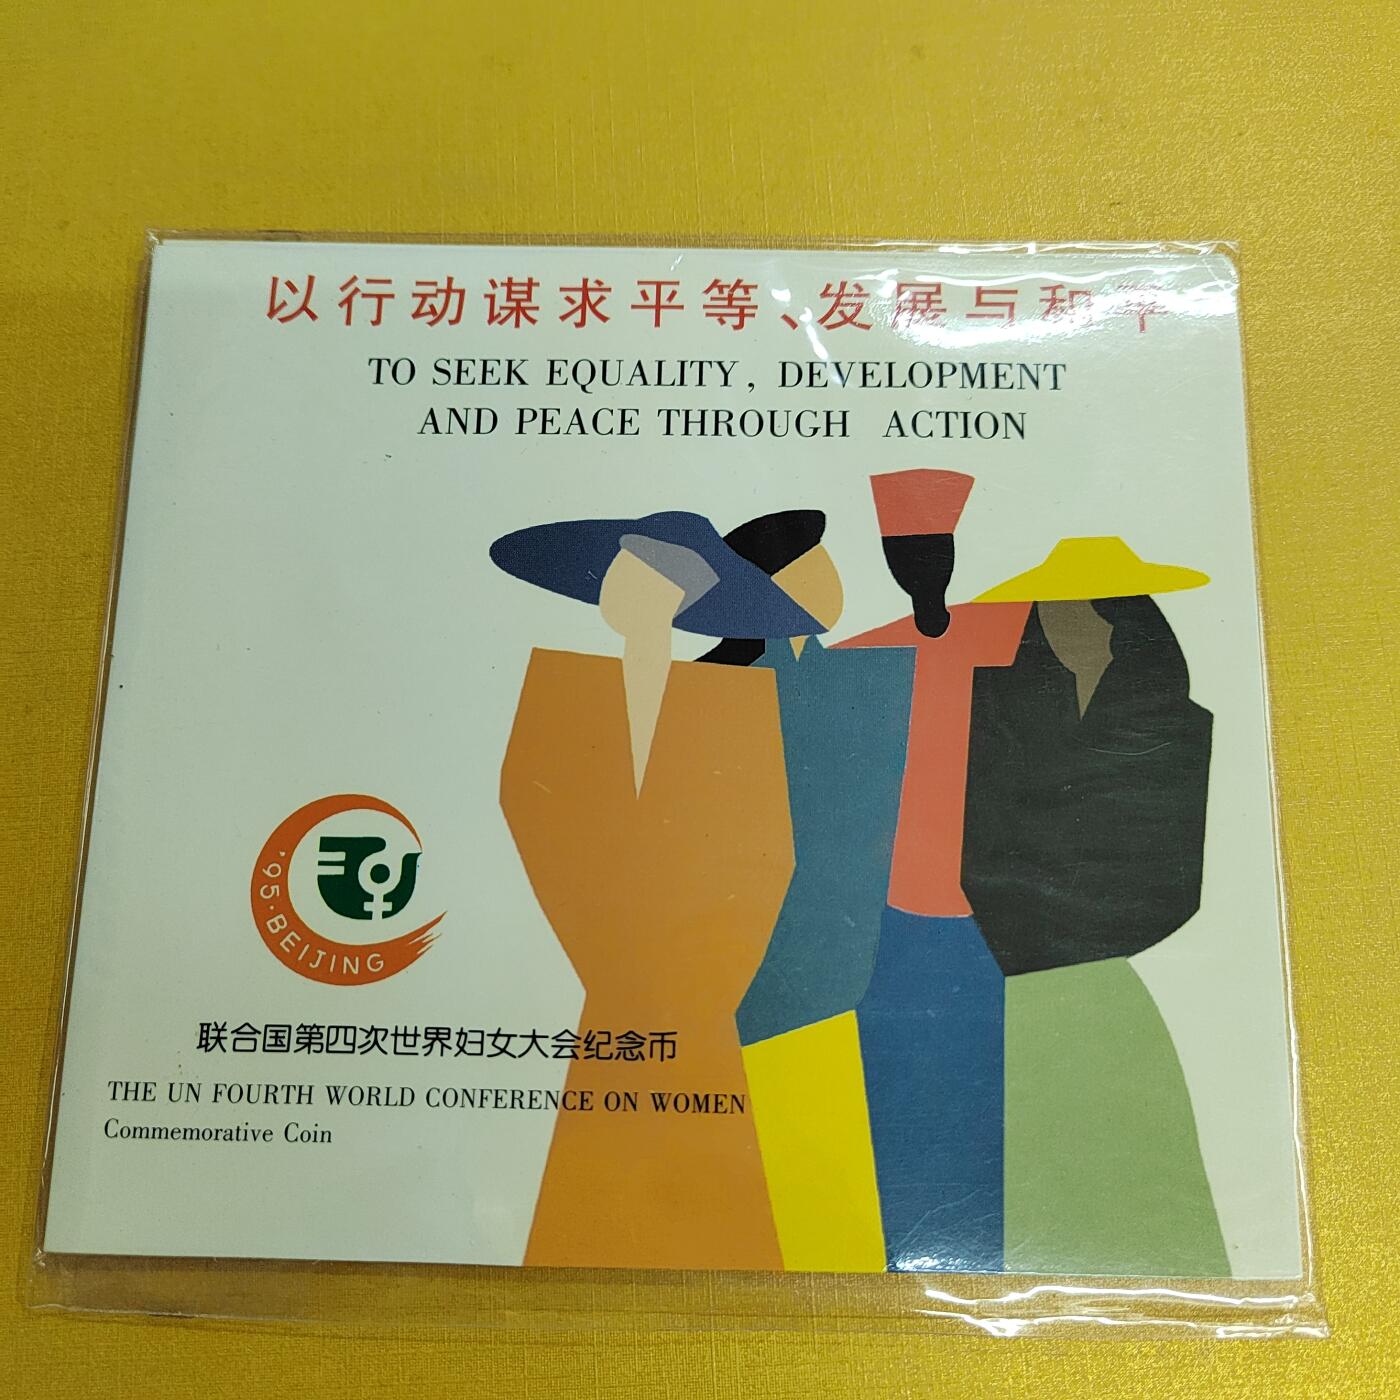 以行动谋求平等、发展与和平
TO SEEK EQUALITY, DEVELOPMENT
AND PEACE THROUGH ACTION
'95·BEIJING
联合国第四次世界妇女大会纪念币
THE UN FOURTH WORLD CONFERENCE ON WOMEN
Commemorative Coin